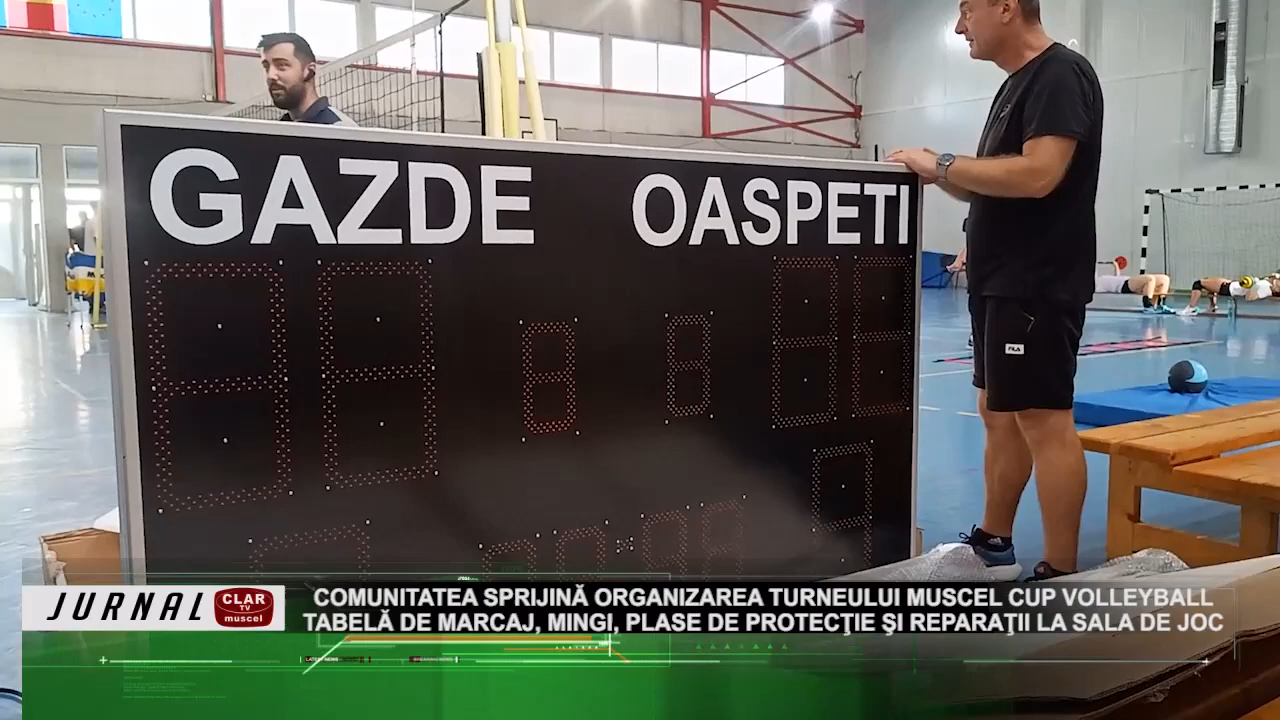 GAZDE OASPETI
FILA
JURNAL
CLAR
TV
muscel
COMUNITATEA SPRIJINĂ ORGANIZAREA TURNEULUI MUSCEL CUP VOLLEYBALL
TABELĂ DE MARCAJ, MINGI, PLASE DE PROTECŢIE ŞI REPARAŢII LA SALA DE JOC